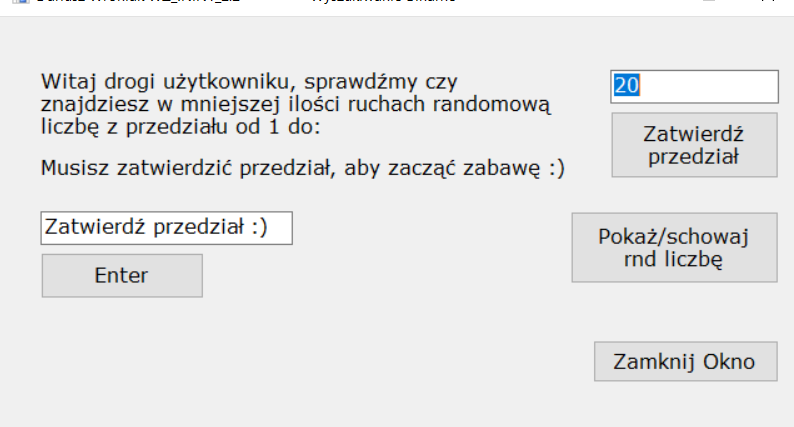 Witaj drogi użytkowniku, sprawdźmy czy
znajdziesz w mniejszej ilości ruchach randomową
liczbę z przedziału od 1 do:
20
Zatwierdź
przedział
Musisz zatwierdzić przedział, aby zacząć zabawę :)
Zatwierdź przedział :)
Enter
Pokaż/schowaj
rnd liczbę
Zamknij Okno